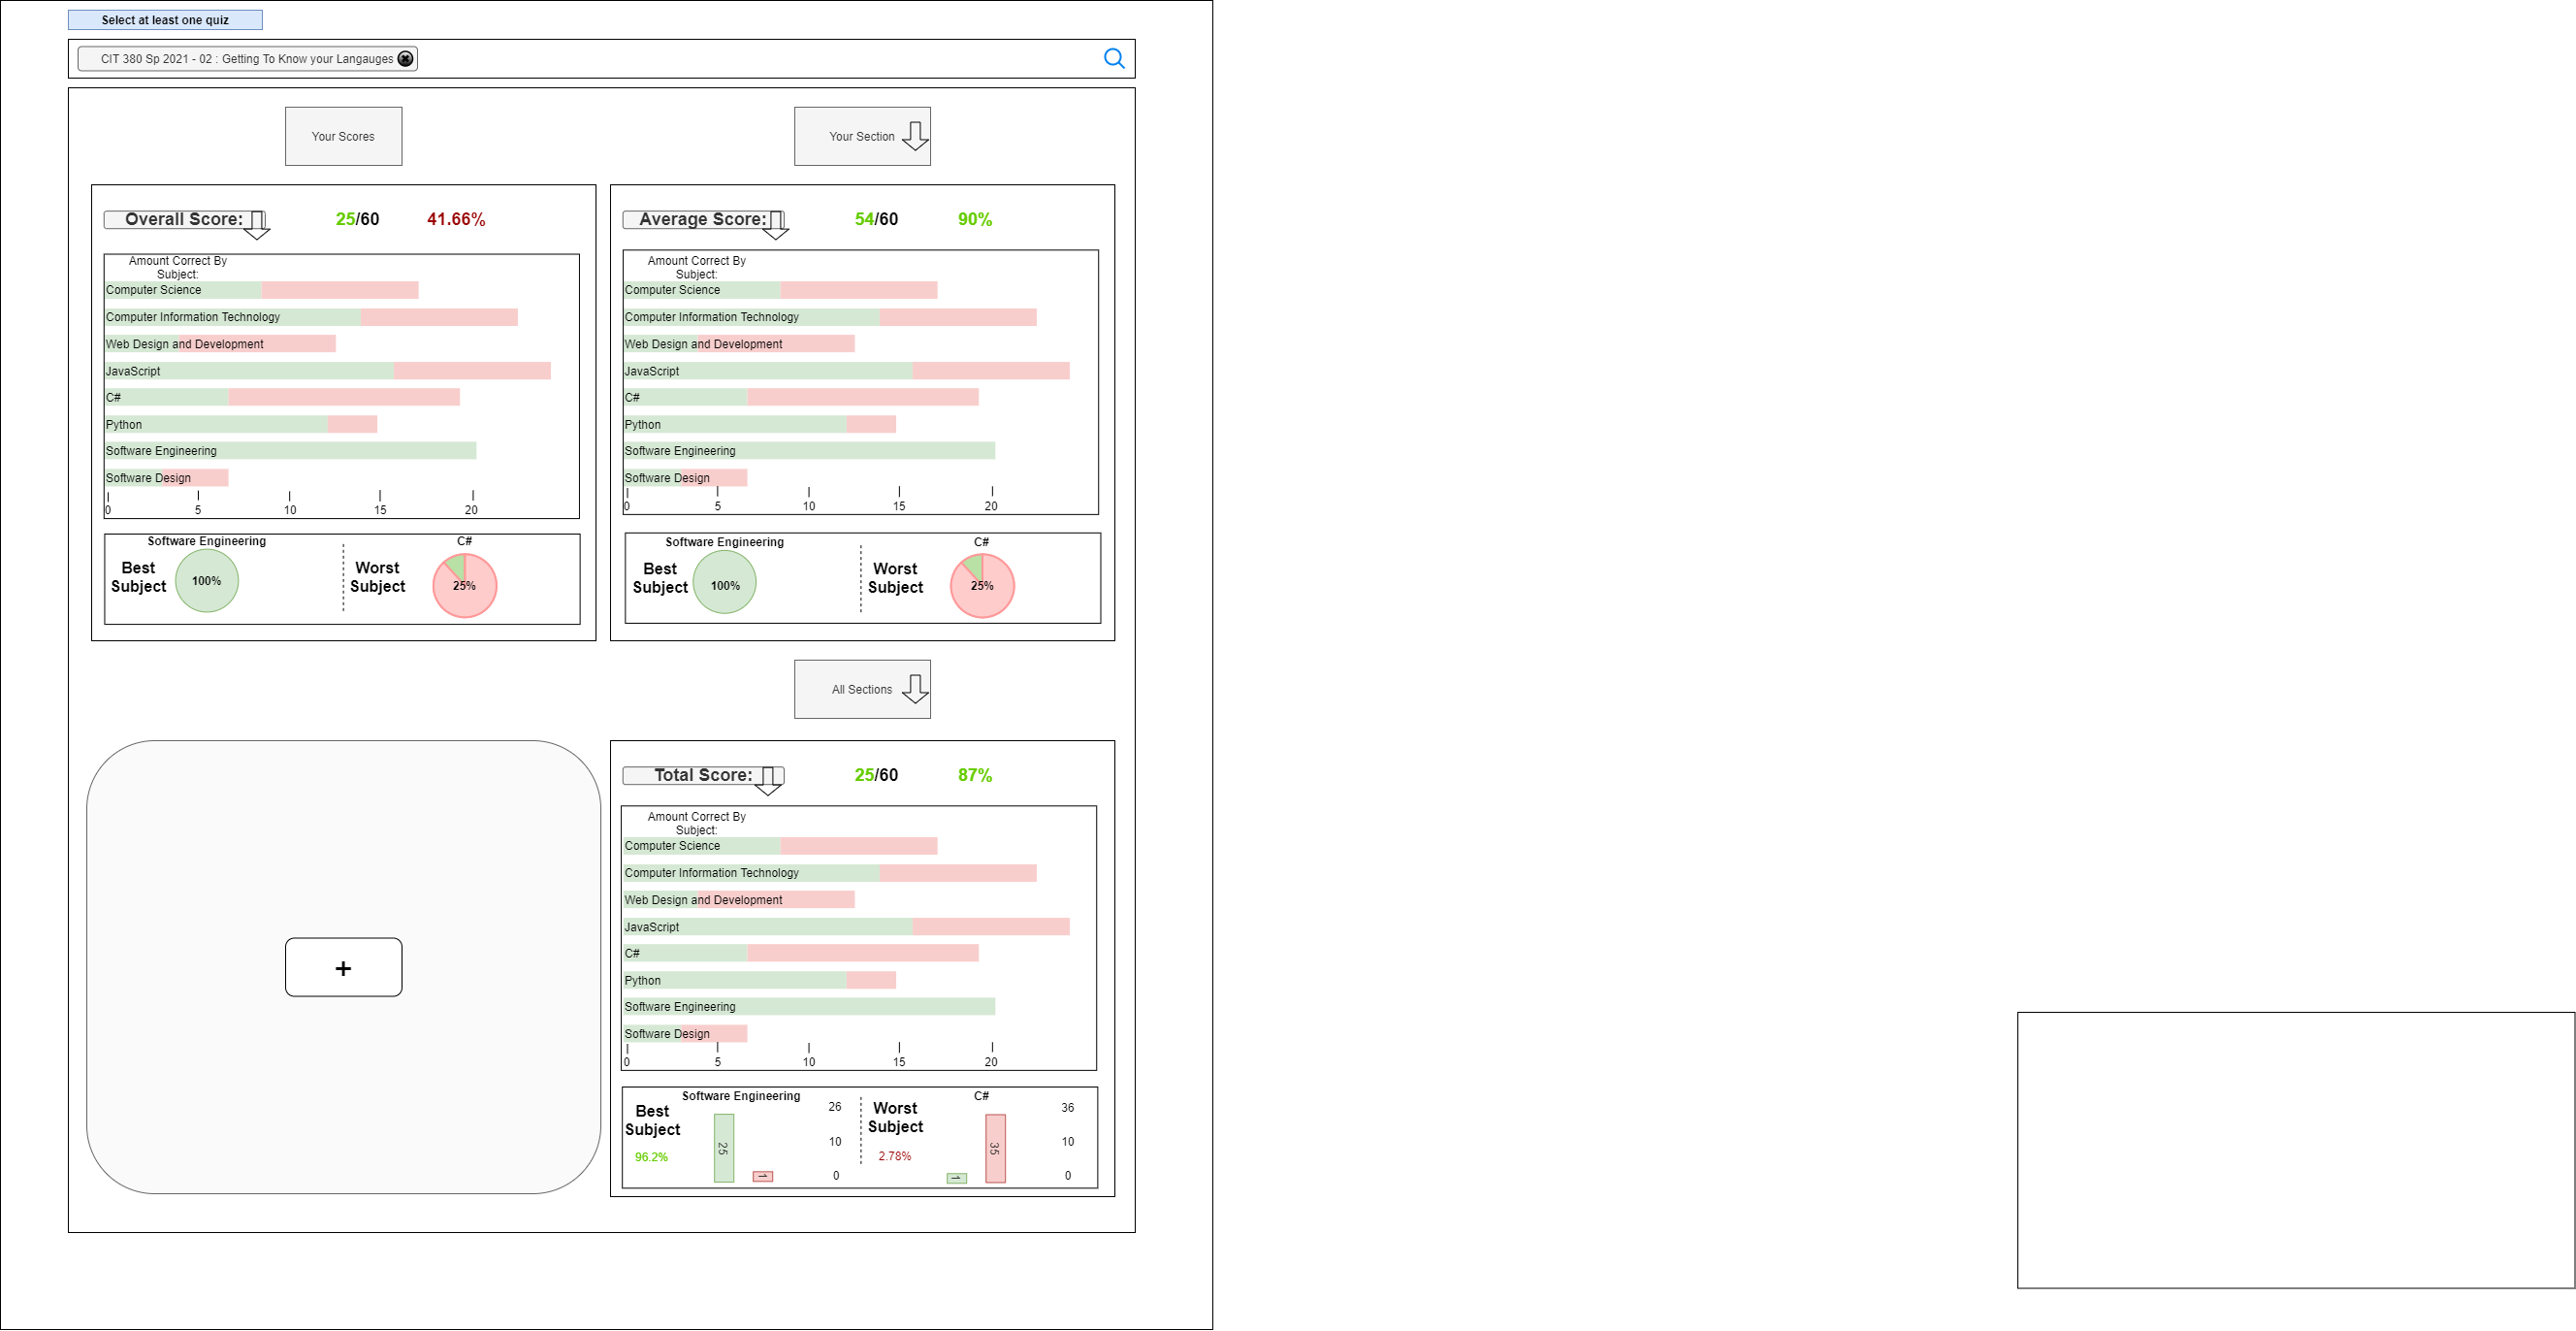 Select at least one quiz
CIT 380 Sp 2021 - 02 : Getting To Know your Langauges
Your Scores
Overall Score:
25/60
41.66%
Amount Correct By
Subject:
Computer Science
Computer Information Technology
Web Design and Development
JavaScript
C#
Python
Software Engineering
Software Design
0 5 10 15 20
Software Engineering
Best
Subject
100%
C#
Worst
Subject
25%
Your Section
Average Score:
54/60
90%
Amount Correct By
Subject:
Computer Science
Computer Information Technology
Web Design and Development
JavaScript
C#
Python
Software Engineering
Software Design
0 5 10 15 20
Software Engineering
Best
Subject
100%
C#
Worst
Subject
25%
+
All Sections
Total Score:
25/60
87%
Amount Correct By
Subject:
Computer Science
Computer Information Technology
Web Design and Development
JavaScript
C#
Python
Software Engineering
Software Design
0 5 10 15 20
Software Engineering
Best
Subject
96.2%
25
1
26
10
0
C#
Worst
Subject
2.78%
1
35
36
10
0